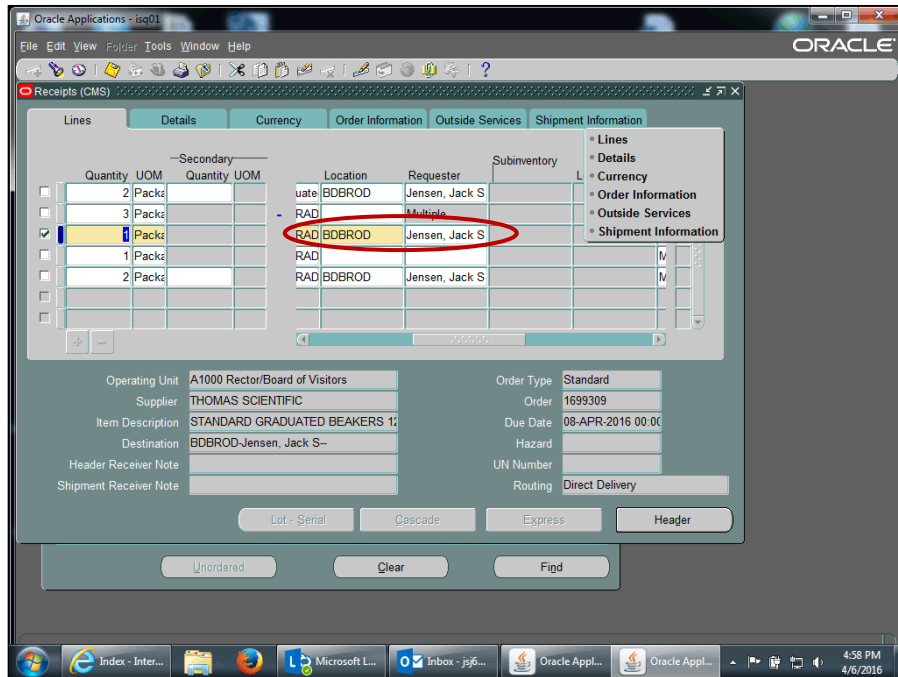 Oracle Applications - isq01
File Edit View Folder Tools Window Help
ORACLE
Receipts (CMS)
Lines Details Currency Order Information Outside Services Shipment Information
Lines
Details
Currency
Order Information
Outside Services
Shipment Information
Secondary
Subinventory
Quantity UOM Quantity UOM Location Requester L
2 Packa uate BDBROD Jensen, Jack S
3 Packa - RAD Multiple
1 Packa RAD BDBROD Jensen, Jack S
1 Packa RAD M
2 Packa RAD BDBROD Jensen, Jack S M
Operating Unit A1000 Rector/Board of Visitors Order Type Standard
Supplier THOMAS SCIENTIFIC Order 1699309
Item Description STANDARD GRADUATED BEAKERS 12 Due Date 08-APR-2016 00:00
Destination BDBROD-Jensen, Jack S-- Hazard
Header Receiver Note UN Number
Shipment Receiver Note Routing Direct Delivery
Lot - Serial Cascade Express Header
Unordered Clear Find
Index - Inter... Microsoft L... Inbox - jsj6... Oracle Appl... Oracle Appl... 4:58 PM
4/6/2016